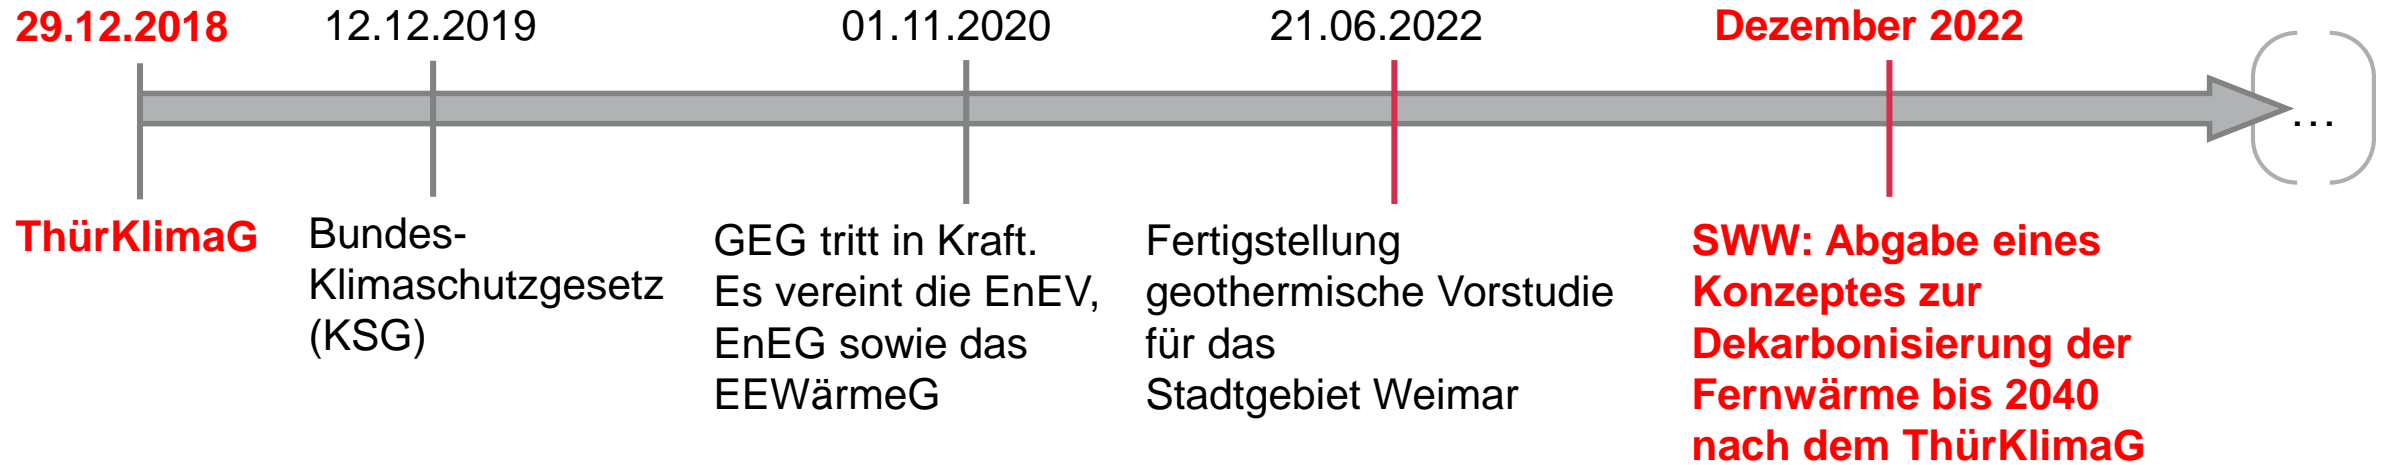 29.12.2018
12.12.2019
01.11.2020
21.06.2022
Dezember 2022
...
ThürKlimaG
Bundes-
Klimaschutzgesetz
(KSG)
GEG tritt in Kraft.
Es vereint die EnEV,
EnEG sowie das
EEWärmeG
Fertigstellung
geothermische Vorstudie
für das
Stadtgebiet Weimar
SWW: Abgabe eines
Konzeptes zur
Dekarbonisierung der
Fernwärme bis 2040
nach dem ThürKlimaG